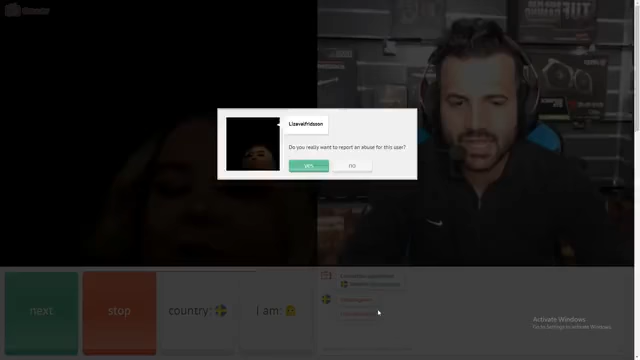 Lizavelfridsson
Do you really want to report an abuse for this user?
yes
no
next
stop
country:
I am:
Activate Windows
Go to Settings to activate Windows.